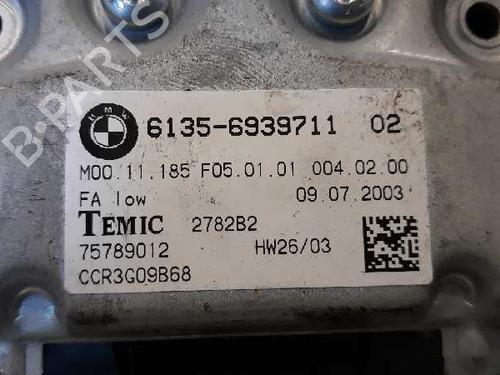 BMW
6135-6939711 02
M00.11.185 F05.01.01 004.02.00
FA low 09.07.2003
TEMIC 2782B2
75789012 HW26/03
CCR3G09B68
B-PARTS